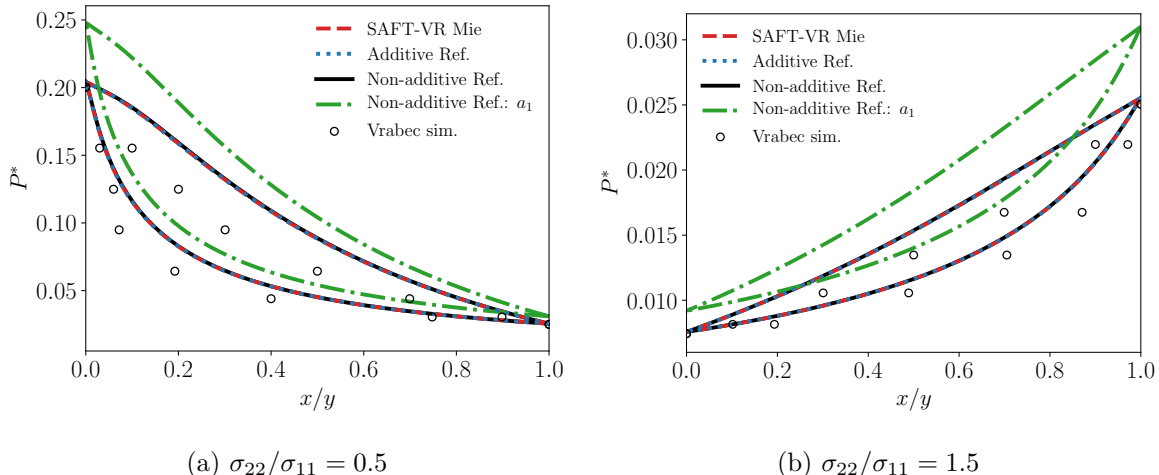 0.25
0.20
0.15
0.10
0.05
P*
0.0 0.2 0.4 0.6 0.8 1.0
x/y
SAFT-VR Mie
Additive Ref.
Non-additive Ref.
Non-additive Ref.: a₁
Vrabec sim.
(a) σ₂₂/σ₁₁ = 0.5
0.030
0.025
0.020
0.015
0.010
P*
0.0 0.2 0.4 0.6 0.8 1.0
x/y
SAFT-VR Mie
Additive Ref.
Non-additive Ref.
Non-additive Ref.: a₁
Vrabec sim.
(b) σ₂₂/σ₁₁ = 1.5